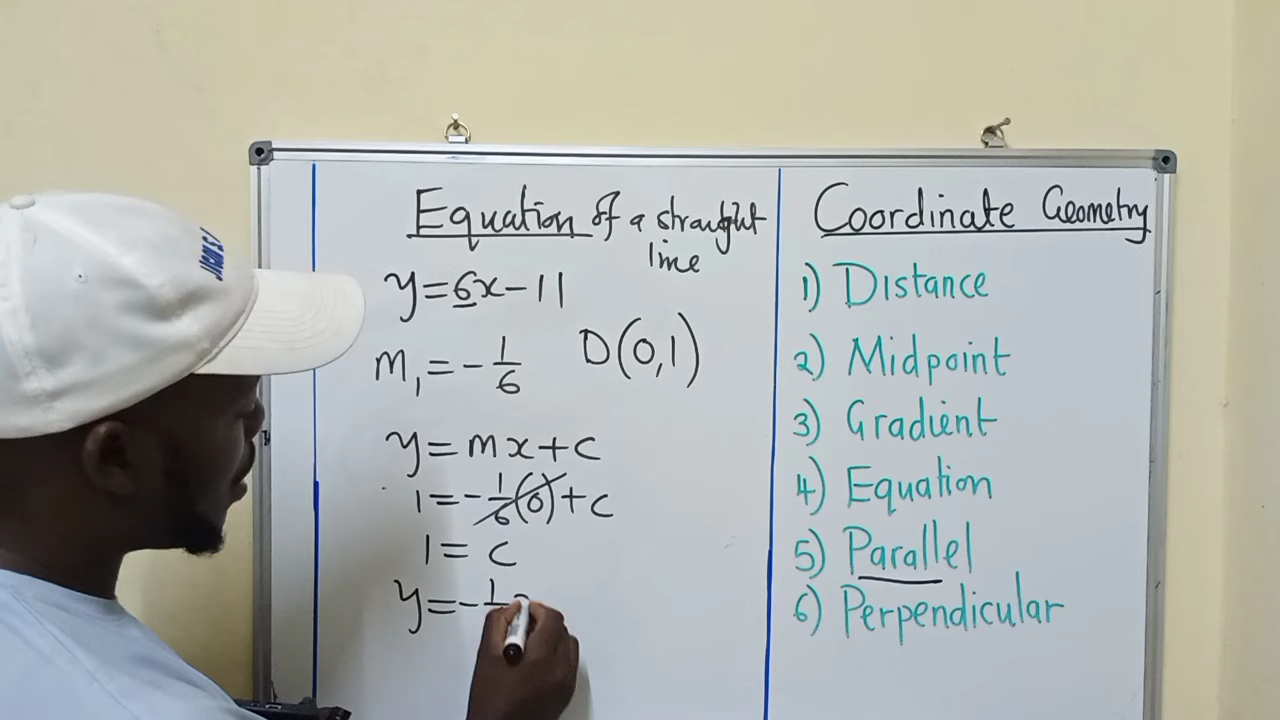 Equation of a straight
line
y=6x-11
m₁=-1/6 D(0,1)
y=mx+c
1=-1/6(0)+c
1=c
y=-1
Coordinate Geometry
1) Distance
2) Midpoint
3) Gradient
4) Equation
5) Parallel
6) Perpendicular